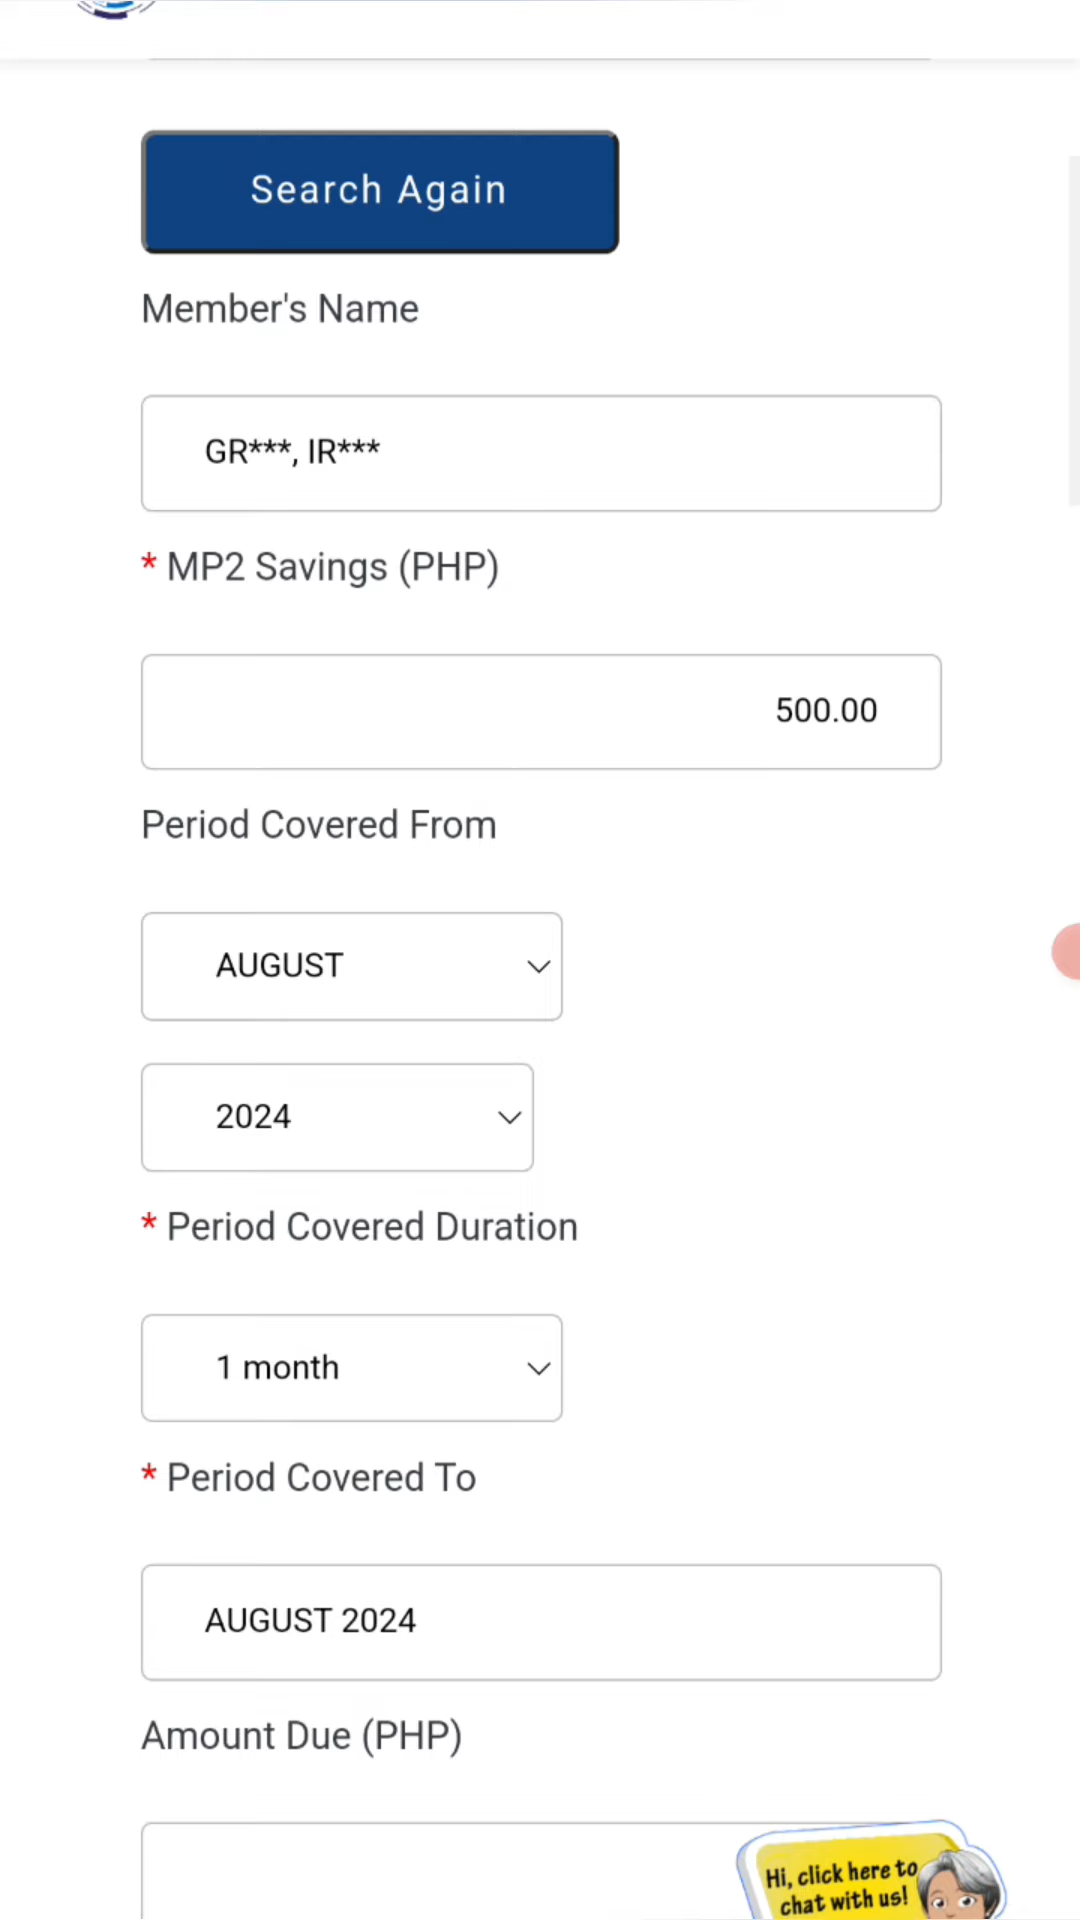 Search Again
Member's Name
GR***, IR***
* MP2 Savings (PHP)
500.00
Period Covered From
AUGUST
2024
* Period Covered Duration
1 month
* Period Covered To
AUGUST 2024
Amount Due (PHP)
Hi, click here to
chat with us!